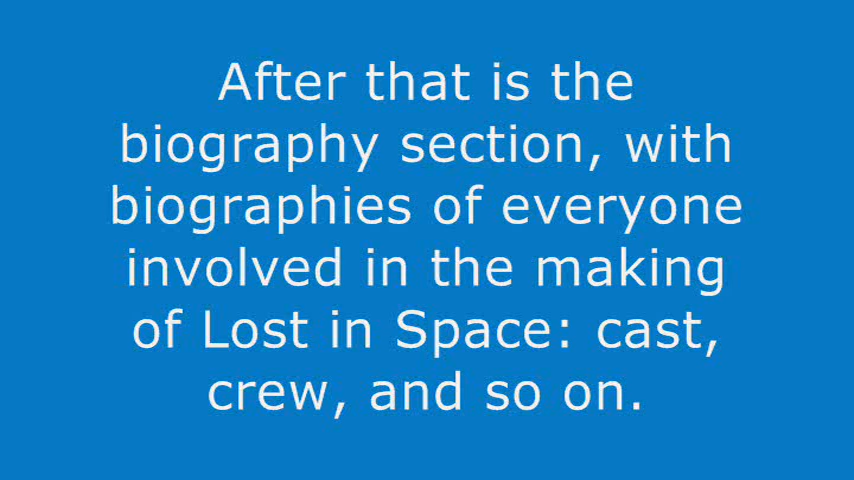 After that is the
biography section, with
biographies of everyone
involved in the making
of Lost in Space: cast,
crew, and so on.